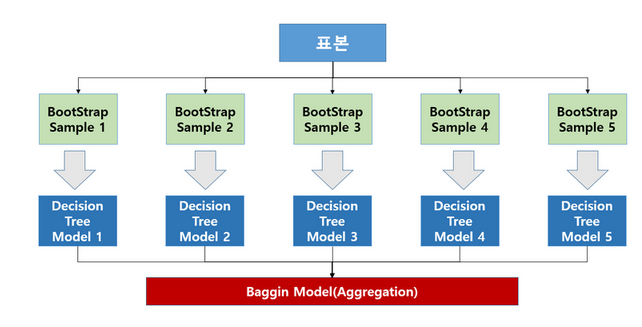 표본
BootStrap
Sample 1
BootStrap
Sample 2
BootStrap
Sample 3
BootStrap
Sample 4
BootStrap
Sample 5
Decision
Tree
Model 1
Decision
Tree
Model 2
Decision
Tree
Model 3
Decision
Tree
Model 4
Decision
Tree
Model 5
Baggin Model(Aggregation)